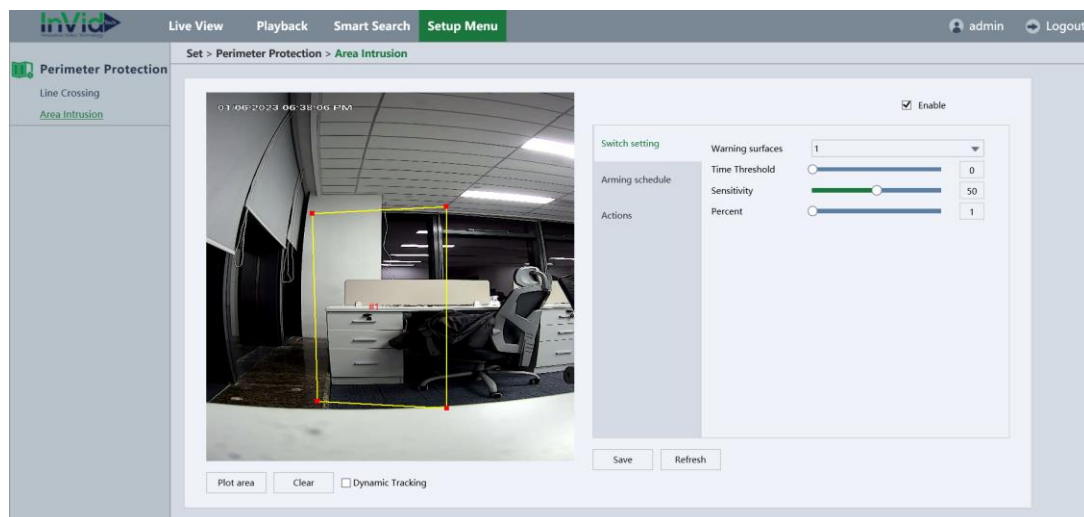 InVid
Live View Playback Smart Search Setup Menu admin Logout
Set > Perimeter Protection > Area Intrusion
Perimeter Protection
Line Crossing
Area Intrusion
01/06/2023 06:38:06 PM
#1
Plot area Clear Dynamic Tracking
Enable
Switch setting
Arming schedule
Actions
Warning surfaces 1
Time Threshold 0
Sensitivity 50
Percent 1
Save Refresh